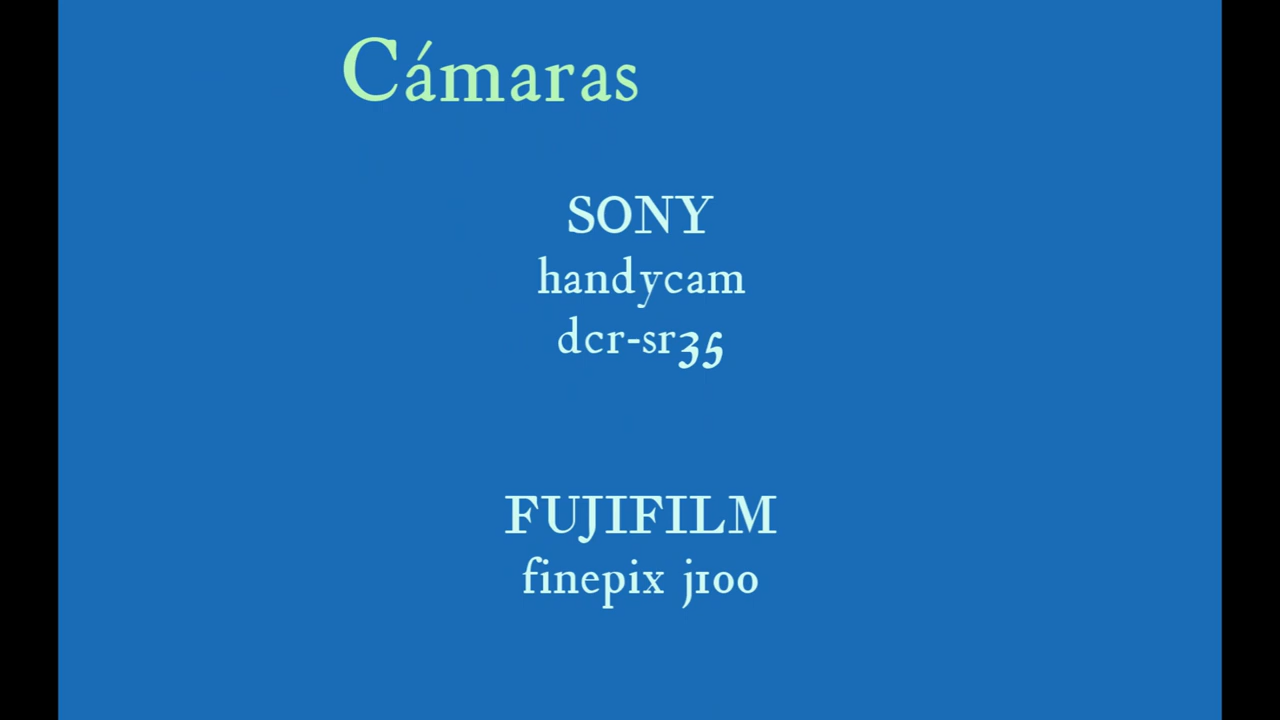 Cámaras
SONY
handycam
dcr-sr35
FUJIFILM
finepix j100